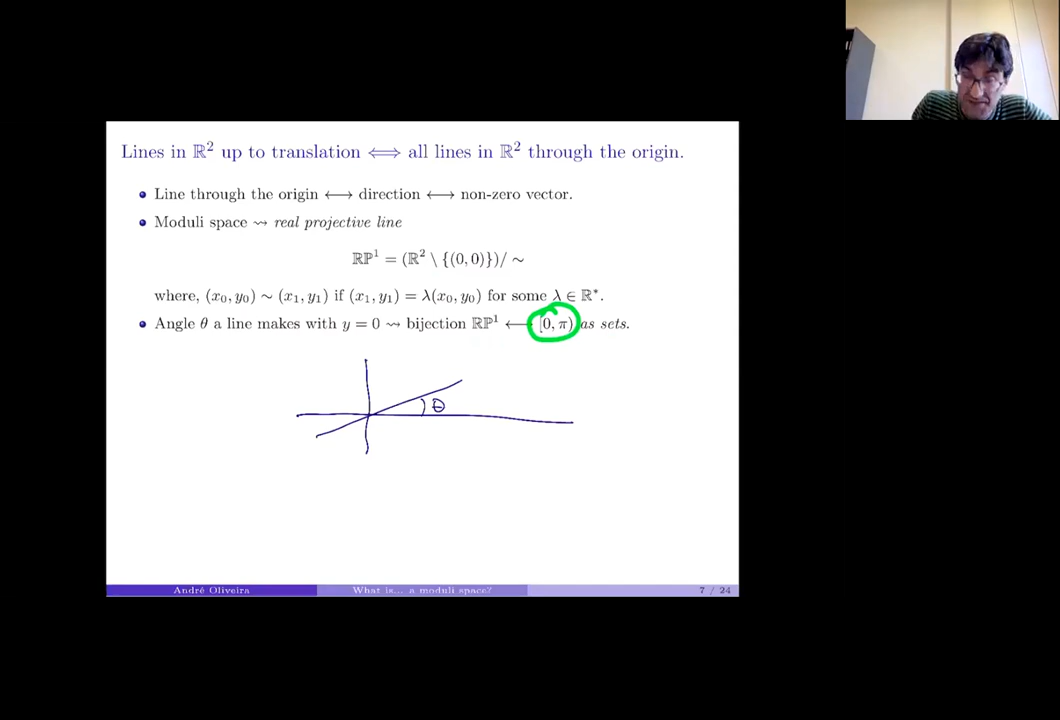 Lines in ℝ² up to translation ⟺ all lines in ℝ² through the origin.
• Line through the origin ⟷ direction ⟷ non-zero vector.
• Moduli space ⇝ real projective line
ℝℙ¹ = (ℝ² \ {(0, 0)})/ ∼
where, (x₀, y₀) ∼ (x₁, y₁) if (x₁, y₁) = λ(x₀, y₀) for some λ ∈ ℝ*.
• Angle θ a line makes with y = 0 ⇝ bijection ℝℙ¹ ⟷ [0, π) as sets.
θ
André Oliveira What is... a moduli space? 7 / 24